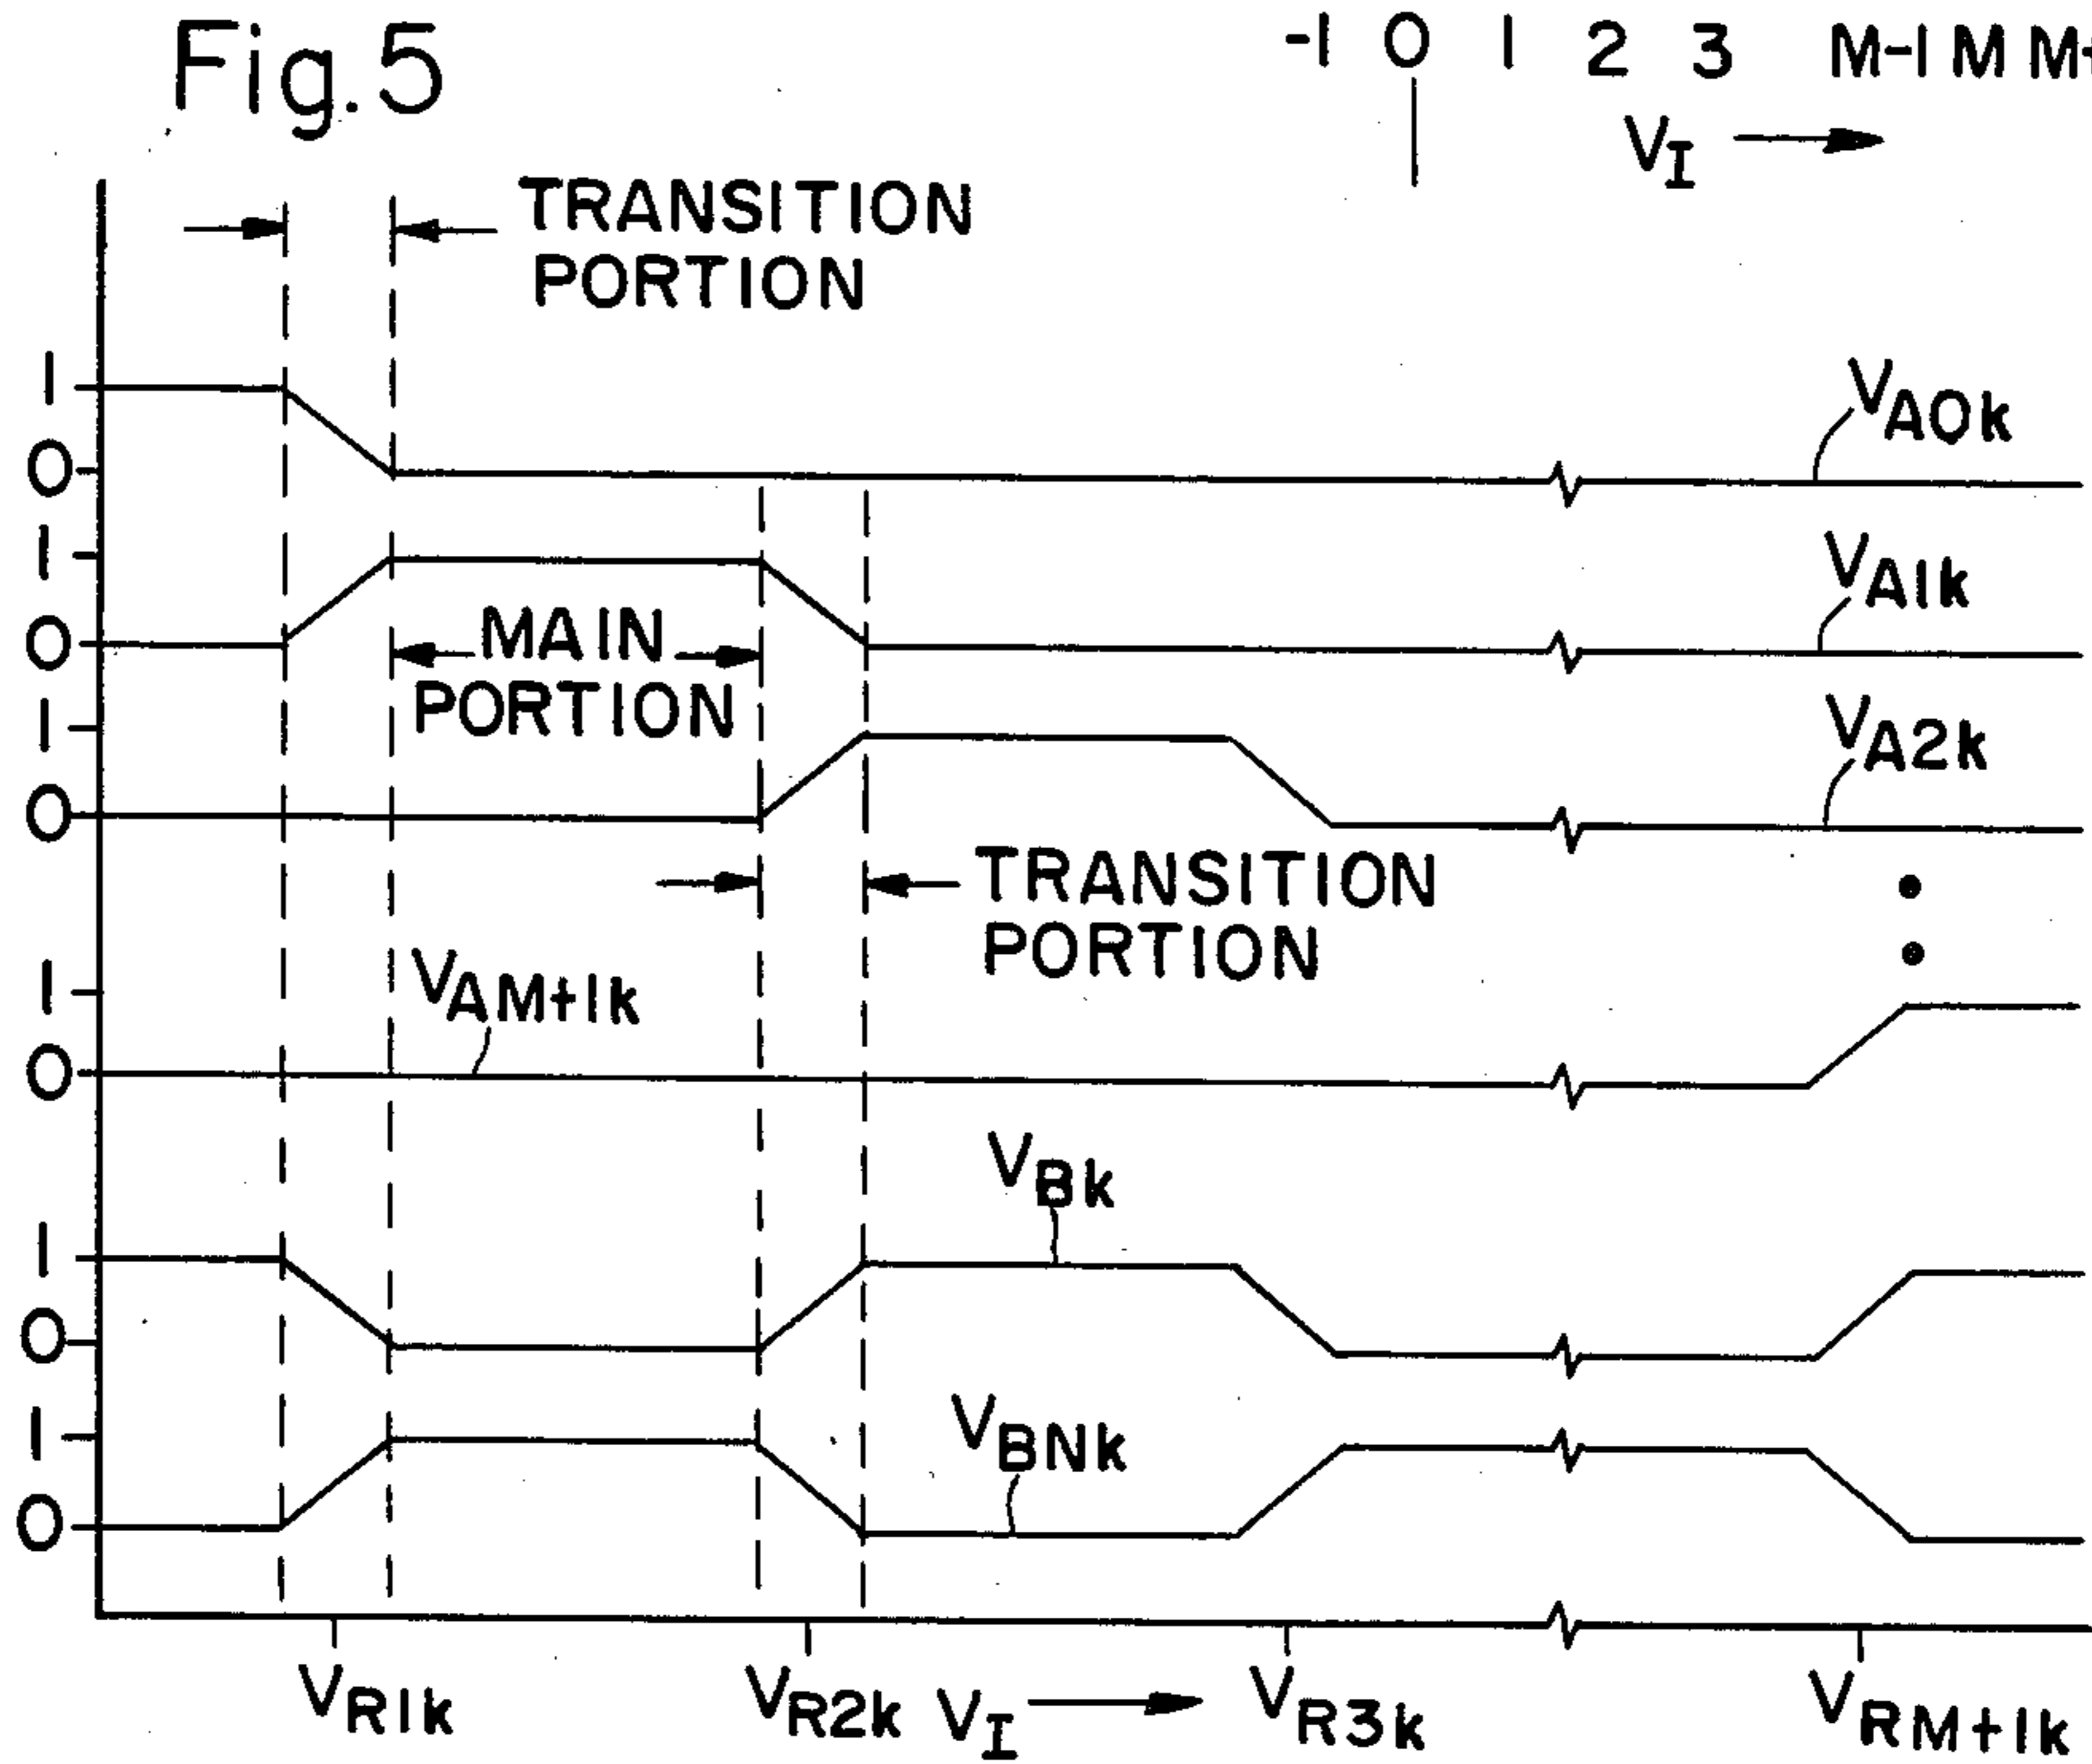 Fig.5
-1 0 1 2 3 M-1 M M+
VI
TRANSITION
PORTION
1
VA0k
0
1
VA1k
0
MAIN
PORTION
1
VA2k
0
TRANSITION
PORTION
1
VAM+1k
0
VBk
1
0
1
VBNk
0
VR1k
VR2k
VI
VR3k
VRM+1k